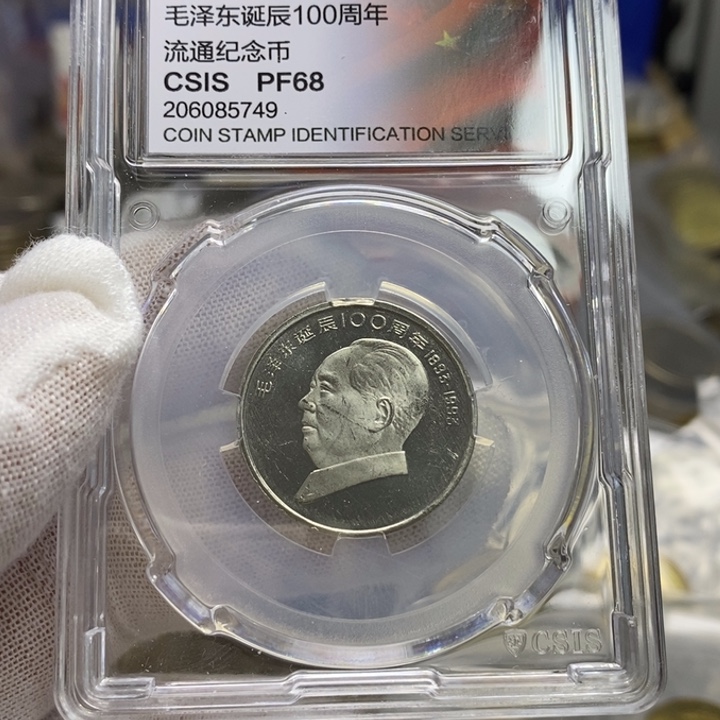 毛泽东诞辰100周年
流通纪念币
CSIS PF68
206085749
COIN STAMP IDENTIFICATION SERV
毛泽东诞辰100周年 1893-1993
CSIS